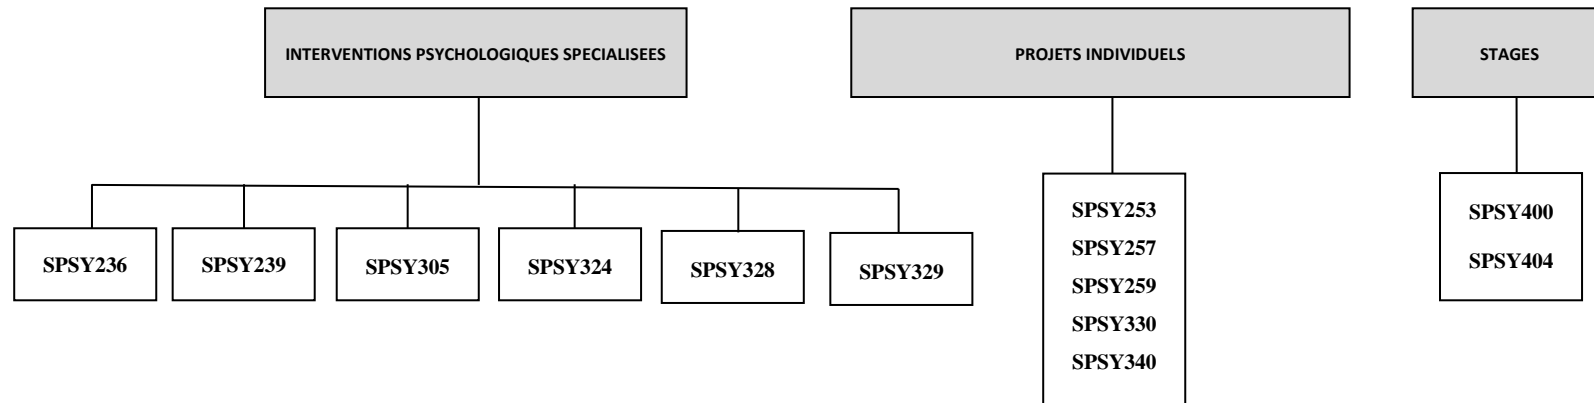 INTERVENTIONS PSYCHOLOGIQUES SPECIALISEES
PROJETS INDIVIDUELS
STAGES
SPSY236
SPSY239
SPSY305
SPSY324
SPSY328
SPSY329
SPSY253
SPSY257
SPSY259
SPSY330
SPSY340
SPSY400
SPSY404